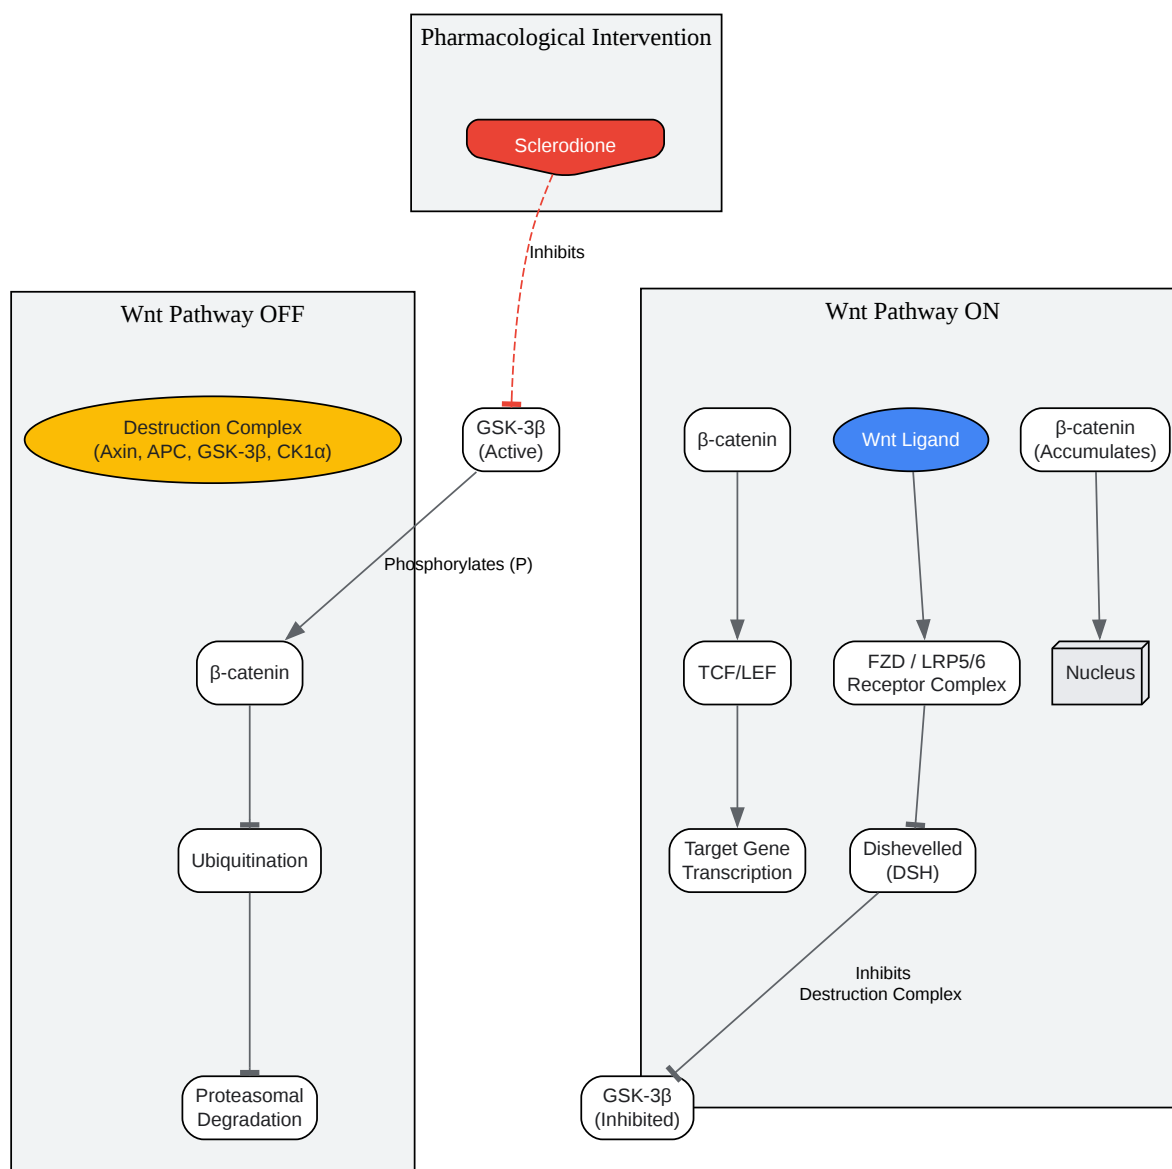 Pharmacological Intervention
Sclerodione
Inhibits
Wnt Pathway OFF
Destruction Complex
(Axin, APC, GSK-3β, CK1α)
GSK-3β
(Active)
Phosphorylates (P)
β-catenin
Ubiquitination
Proteasomal
Degradation
Wnt Pathway ON
β-catenin
Wnt Ligand
β-catenin
(Accumulates)
TCF/LEF
FZD / LRP5/6
Receptor Complex
Nucleus
Target Gene
Transcription
Dishevelled
(DSH)
Inhibits
Destruction Complex
GSK-3β
(Inhibited)